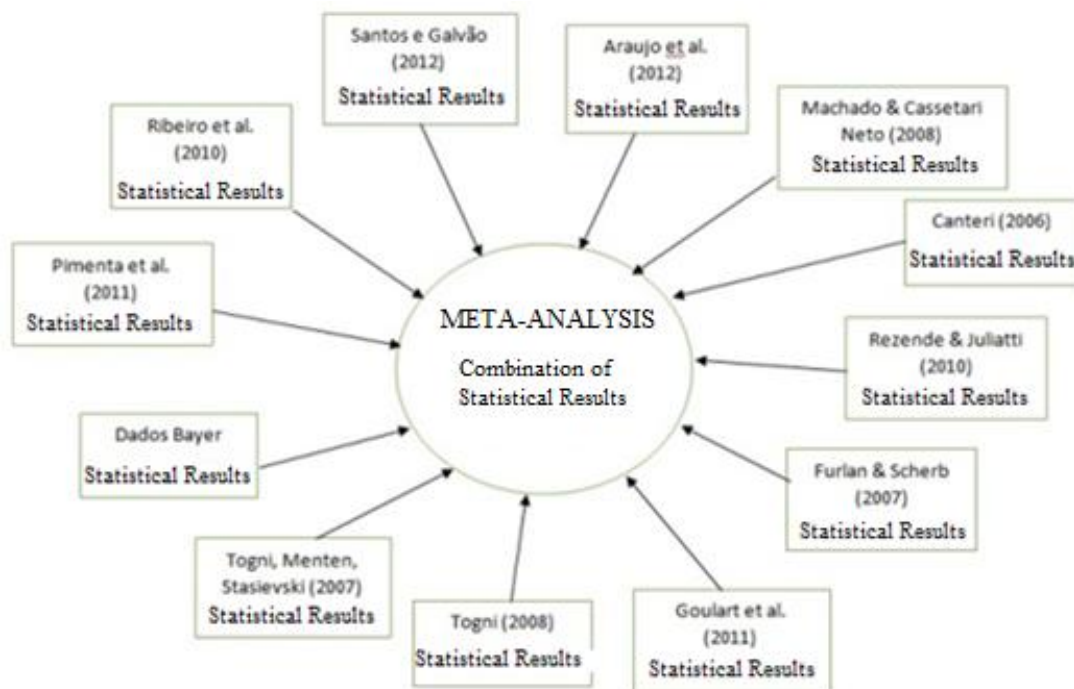 Santos e Galvão
(2012)
Statistical Results
Araujo et al.
(2012)
Statistical Results
Machado & Cassetari
Neto (2008)
Statistical Results
Ribeiro et al.
(2010)
Statistical Results
Canteri (2006)
Statistical Results
Pimenta et al.
(2011)
Statistical Results
META-ANALYSIS
Combination of
Statistical Results
Rezende & Juliatti
(2010)
Statistical Results
Dados Bayer
Statistical Results
Furlan & Scherb
(2007)
Statistical Results
Togni, Menten,
Stasievski (2007)
Statistical Results
Togni (2008)
Statistical Results
Goulart et al.
(2011)
Statistical Results